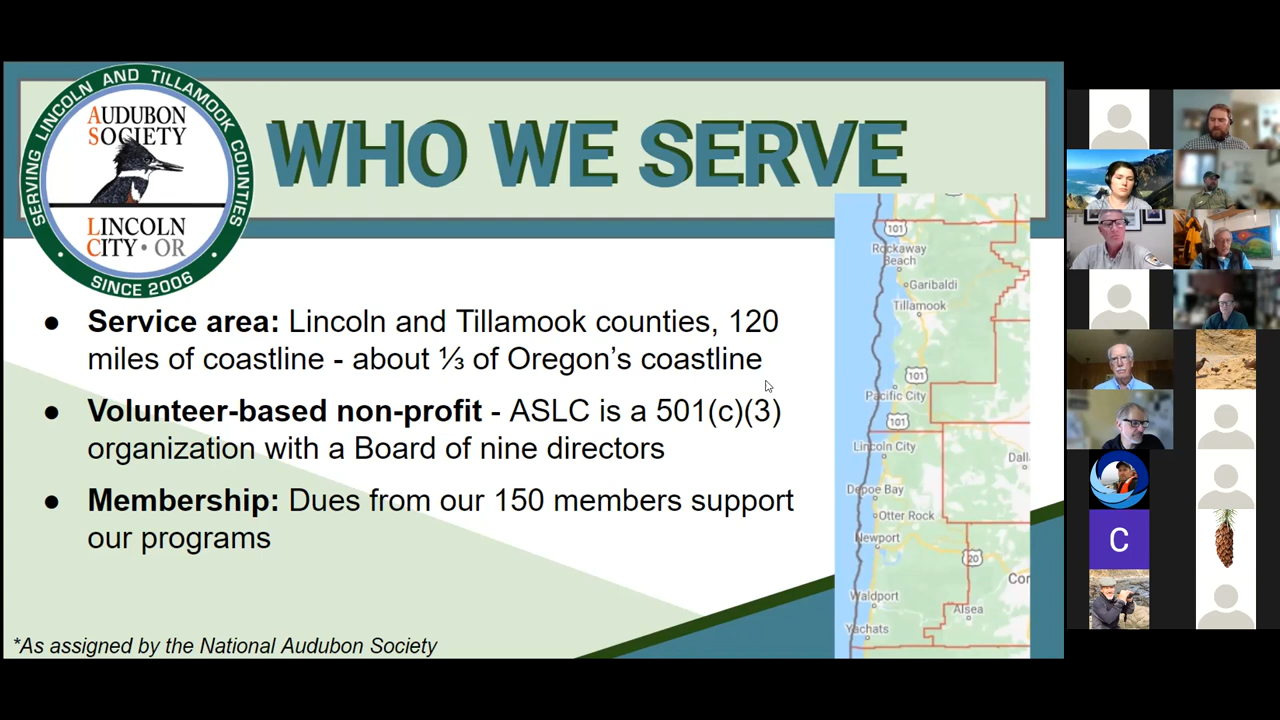 SERVING LINCOLN AND TILLAMOOK COUNTIES
AUDUBON
SOCIETY
LINCOLN
CITY • OR
• SINCE 2006 •
WHO WE SERVE
● Service area: Lincoln and Tillamook counties, 120
miles of coastline - about ⅓ of Oregon's coastline
● Volunteer-based non-profit - ASLC is a 501(c)(3)
organization with a Board of nine directors
● Membership: Dues from our 150 members support
our programs
*As assigned by the National Audubon Society
101
Rockaway
Beach
Garibaldi
Tillamook
101
Pacific City
101
Lincoln City
Dall
Depoe Bay
Otter Rock
Newport
20
Cor
Waldport
Alsea
Yachats
C